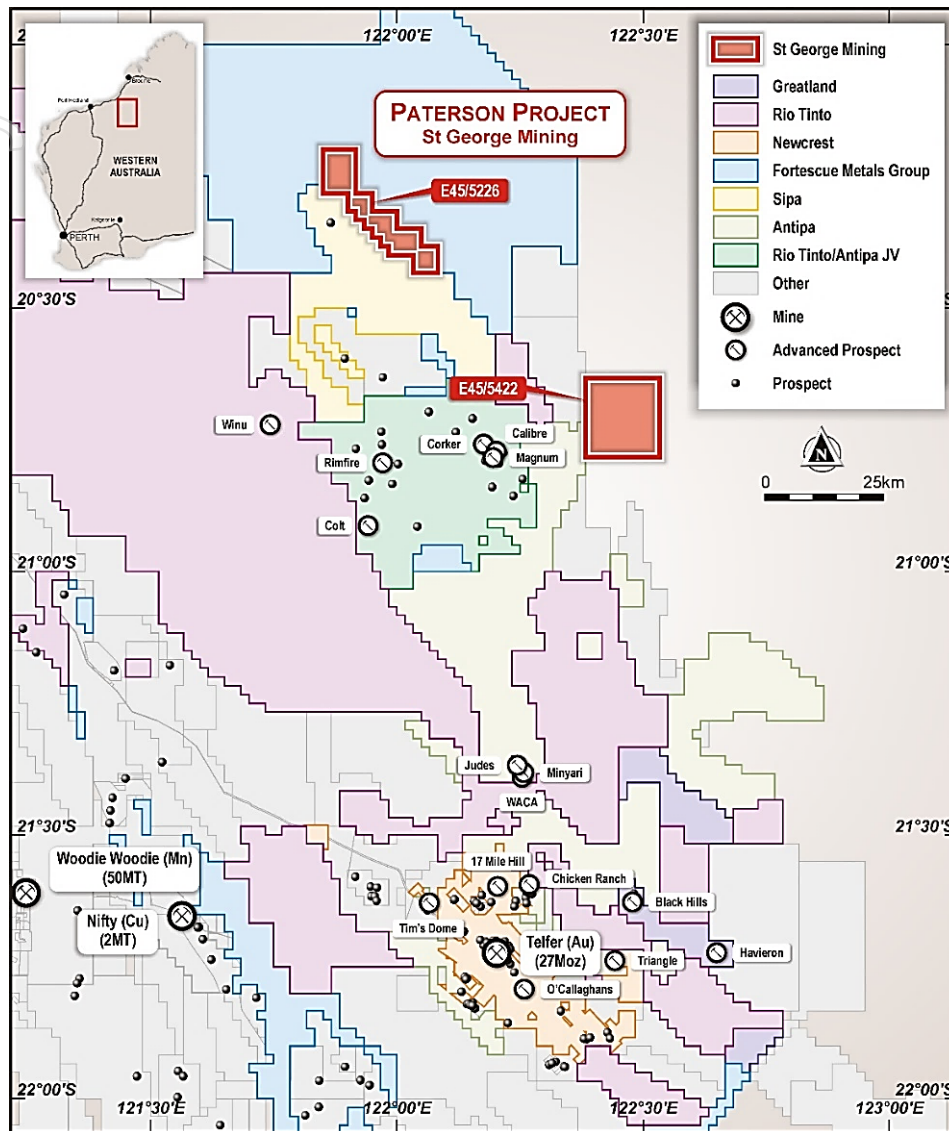 122°00'E
122°30'E
Broome
Port Hedland
WESTERN
AUSTRALIA
Kalgoorlie
PERTH
PATERSON PROJECT
St George Mining
E45/5226
St George Mining
Greatland
Rio Tinto
Newcrest
Fortescue Metals Group
Sipa
Antipa
Rio Tinto/Antipa JV
Other
Mine
Advanced Prospect
Prospect
20°30'S
E45/5422
N
0 25km
Winu
Corker
Calibre
Magnum
Rimfire
Colt
21°00'S
21°00'S
Judes
Minyari
WACA
21°30'S
21°30'S
Woodie Woodie (Mn)
(50MT)
Nifty (Cu)
(2MT)
17 Mile Hill
Chicken Ranch
Black Hills
Tim's Dome
Telfer (Au)
(27Moz)
Triangle
Havieron
O'Callaghans
22°00'S
22°00'S
121°30'E
122°00'E
122°30'E
123°00'E